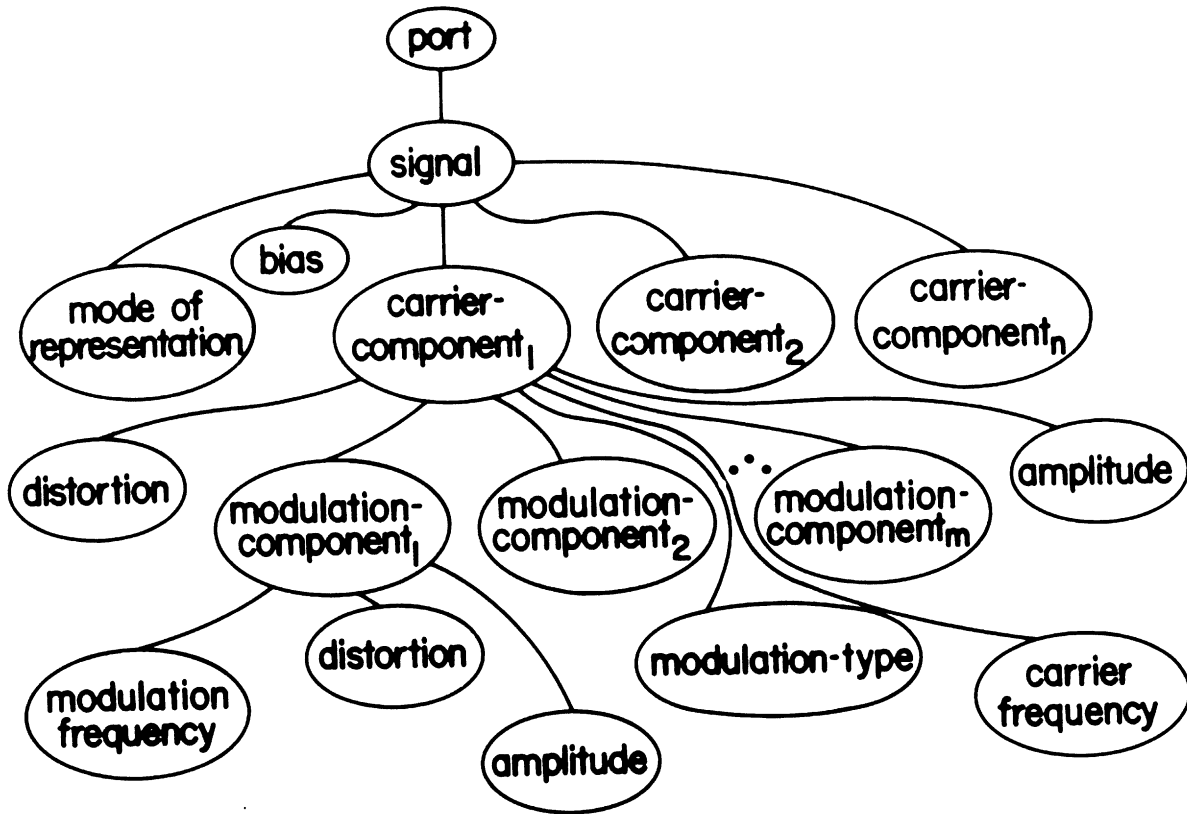 port
signal
bias
mode of
representation
carrier-
component₁
carrier-
component₂
carrier-
componentₙ
distortion
modulation-
component₁
modulation-
component₂
modulation-
componentₘ
amplitude
modulation
frequency
distortion
amplitude
modulation-type
carrier
frequency